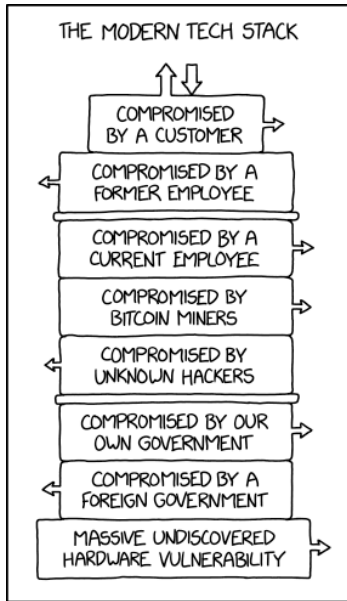 THE MODERN TECH STACK
COMPROMISED
BY A CUSTOMER
COMPROMISED BY A
FORMER EMPLOYEE
COMPROMISED BY A
CURRENT EMPLOYEE
COMPROMISED BY
BITCOIN MINERS
COMPROMISED BY
UNKNOWN HACKERS
COMPROMISED BY OUR
OWN GOVERNMENT
COMPROMISED BY A
FOREIGN GOVERNMENT
MASSIVE UNDISCOVERED
HARDWARE VULNERABILITY